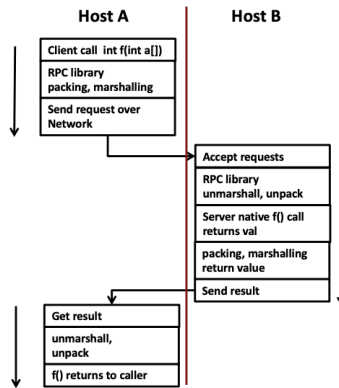 Host A
Host B
Client call int f(int a[])
RPC library
packing, marshalling
Send request over
Network
Accept requests
RPC library
unmarshall, unpack
Server native f() call
returns val
packing, marshalling
return value
Send result
Get result
unmarshall,
unpack
f() returns to caller